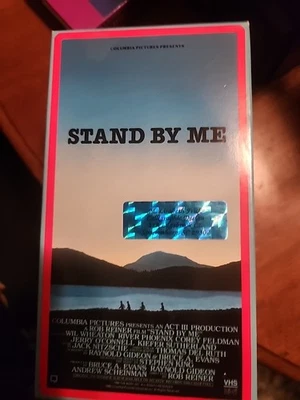 COLUMBIA PICTURES PRESENTS
STAND BY ME
COLUMBIA PICTURES PRESENTS AN ACT III PRODUCTION
A ROB REINER FILM "STAND BY ME"
WIL WHEATON RIVER PHOENIX COREY FELDMAN
JERRY O'CONNELL KIEFER SUTHERLAND
JACK NITZSCHE THOMAS DEL RUTH
RAYNOLD GIDEON & BRUCE A. EVANS
STEPHEN KING
BRUCE A. EVANS RAYNOLD GIDEON
ANDREW SCHEINMAN ROB REINER
VHS